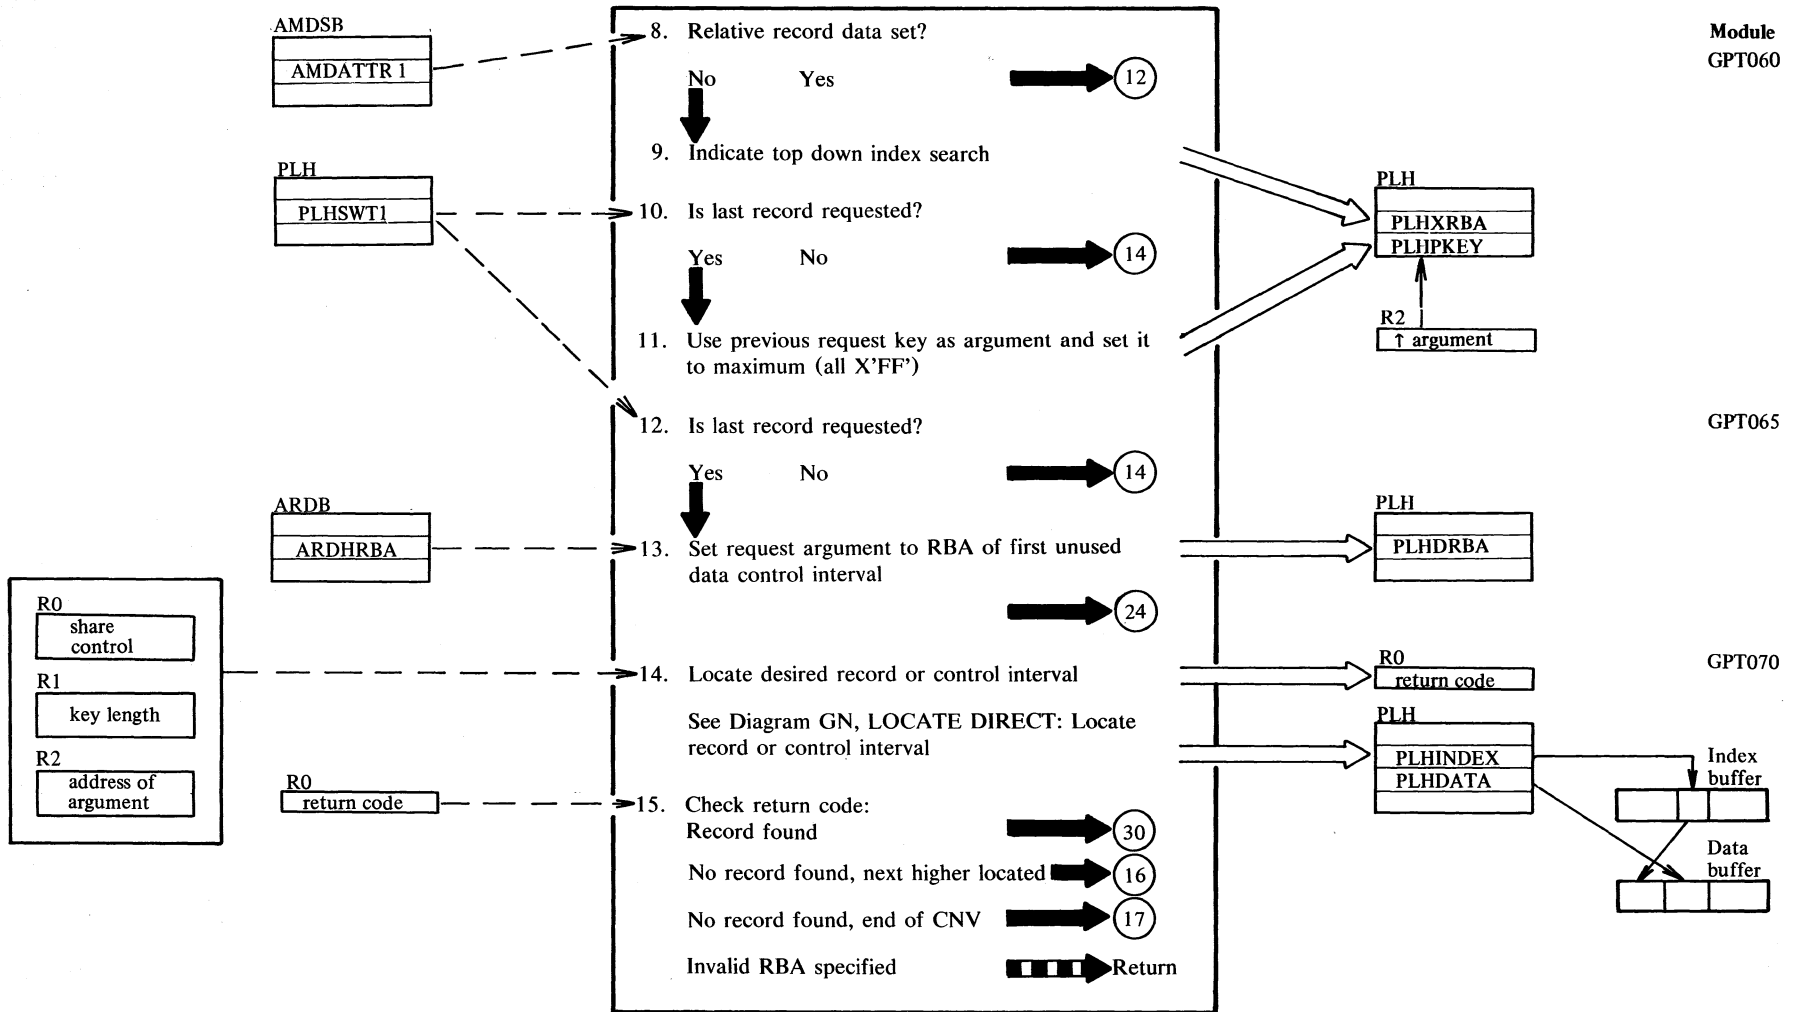 AMDSB
AMDATTR 1
8. Relative record data set?
Module
GPT060
No Yes 12
9. Indicate top down index search
PLH
PLHSWT1
10. Is last record requested?
PLH
PLHXRBA
PLHPKEY
Yes No 14
R2
↑ argument
11. Use previous request key as argument and set it
to maximum (all X'FF')
12. Is last record requested?
GPT065
Yes No 14
ARDB
ARDHRBA
13. Set request argument to RBA of first unused
data control interval
PLH
PLHDRBA
24
R0
share
control
R1
key length
R2
address of
argument
14. Locate desired record or control interval
R0
return code
GPT070
See Diagram GN, LOCATE DIRECT: Locate
record or control interval
PLH
PLHINDEX
PLHDATA
Index
buffer
Data
buffer
R0
return code
15. Check return code:
Record found 30
No record found, next higher located 16
No record found, end of CNV 17
Invalid RBA specified Return